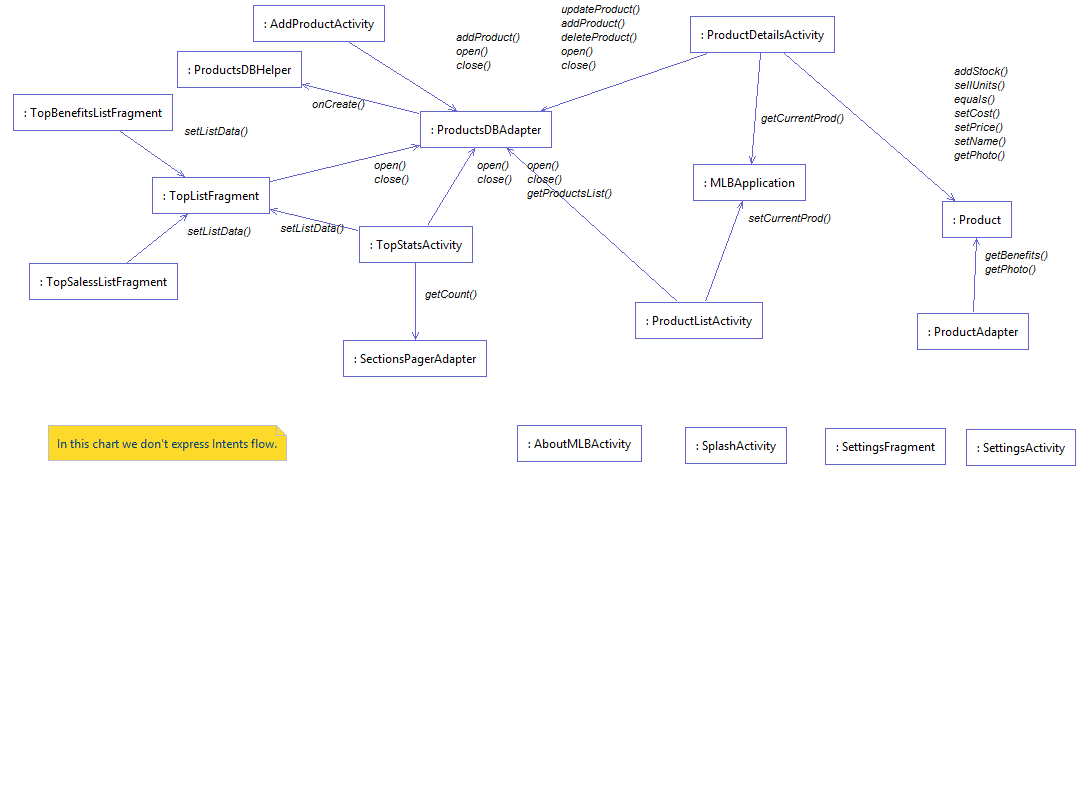 : AddProductActivity
updateProduct()
addProduct()
deleteProduct()
open()
close()
: ProductDetailsActivity
addProduct()
open()
close()
: ProductsDBHelper
addStock()
sellUnits()
equals()
setCost()
setPrice()
setName()
getPhoto()
onCreate()
: TopBenefitsListFragment
setListData()
: ProductsDBAdapter
getCurrentProd()
open()
close()
open()
close()
open()
close()
getProductsList()
: MLBApplication
: TopListFragment
setListData()
setListData()
setCurrentProd()
: Product
: TopStatsActivity
getBenefits()
getPhoto()
: TopSalessListFragment
getCount()
: ProductListActivity
: ProductAdapter
: SectionsPagerAdapter
In this chart we don't express Intents flow.
: AboutMLBActivity
: SplashActivity
: SettingsFragment
: SettingsActivity